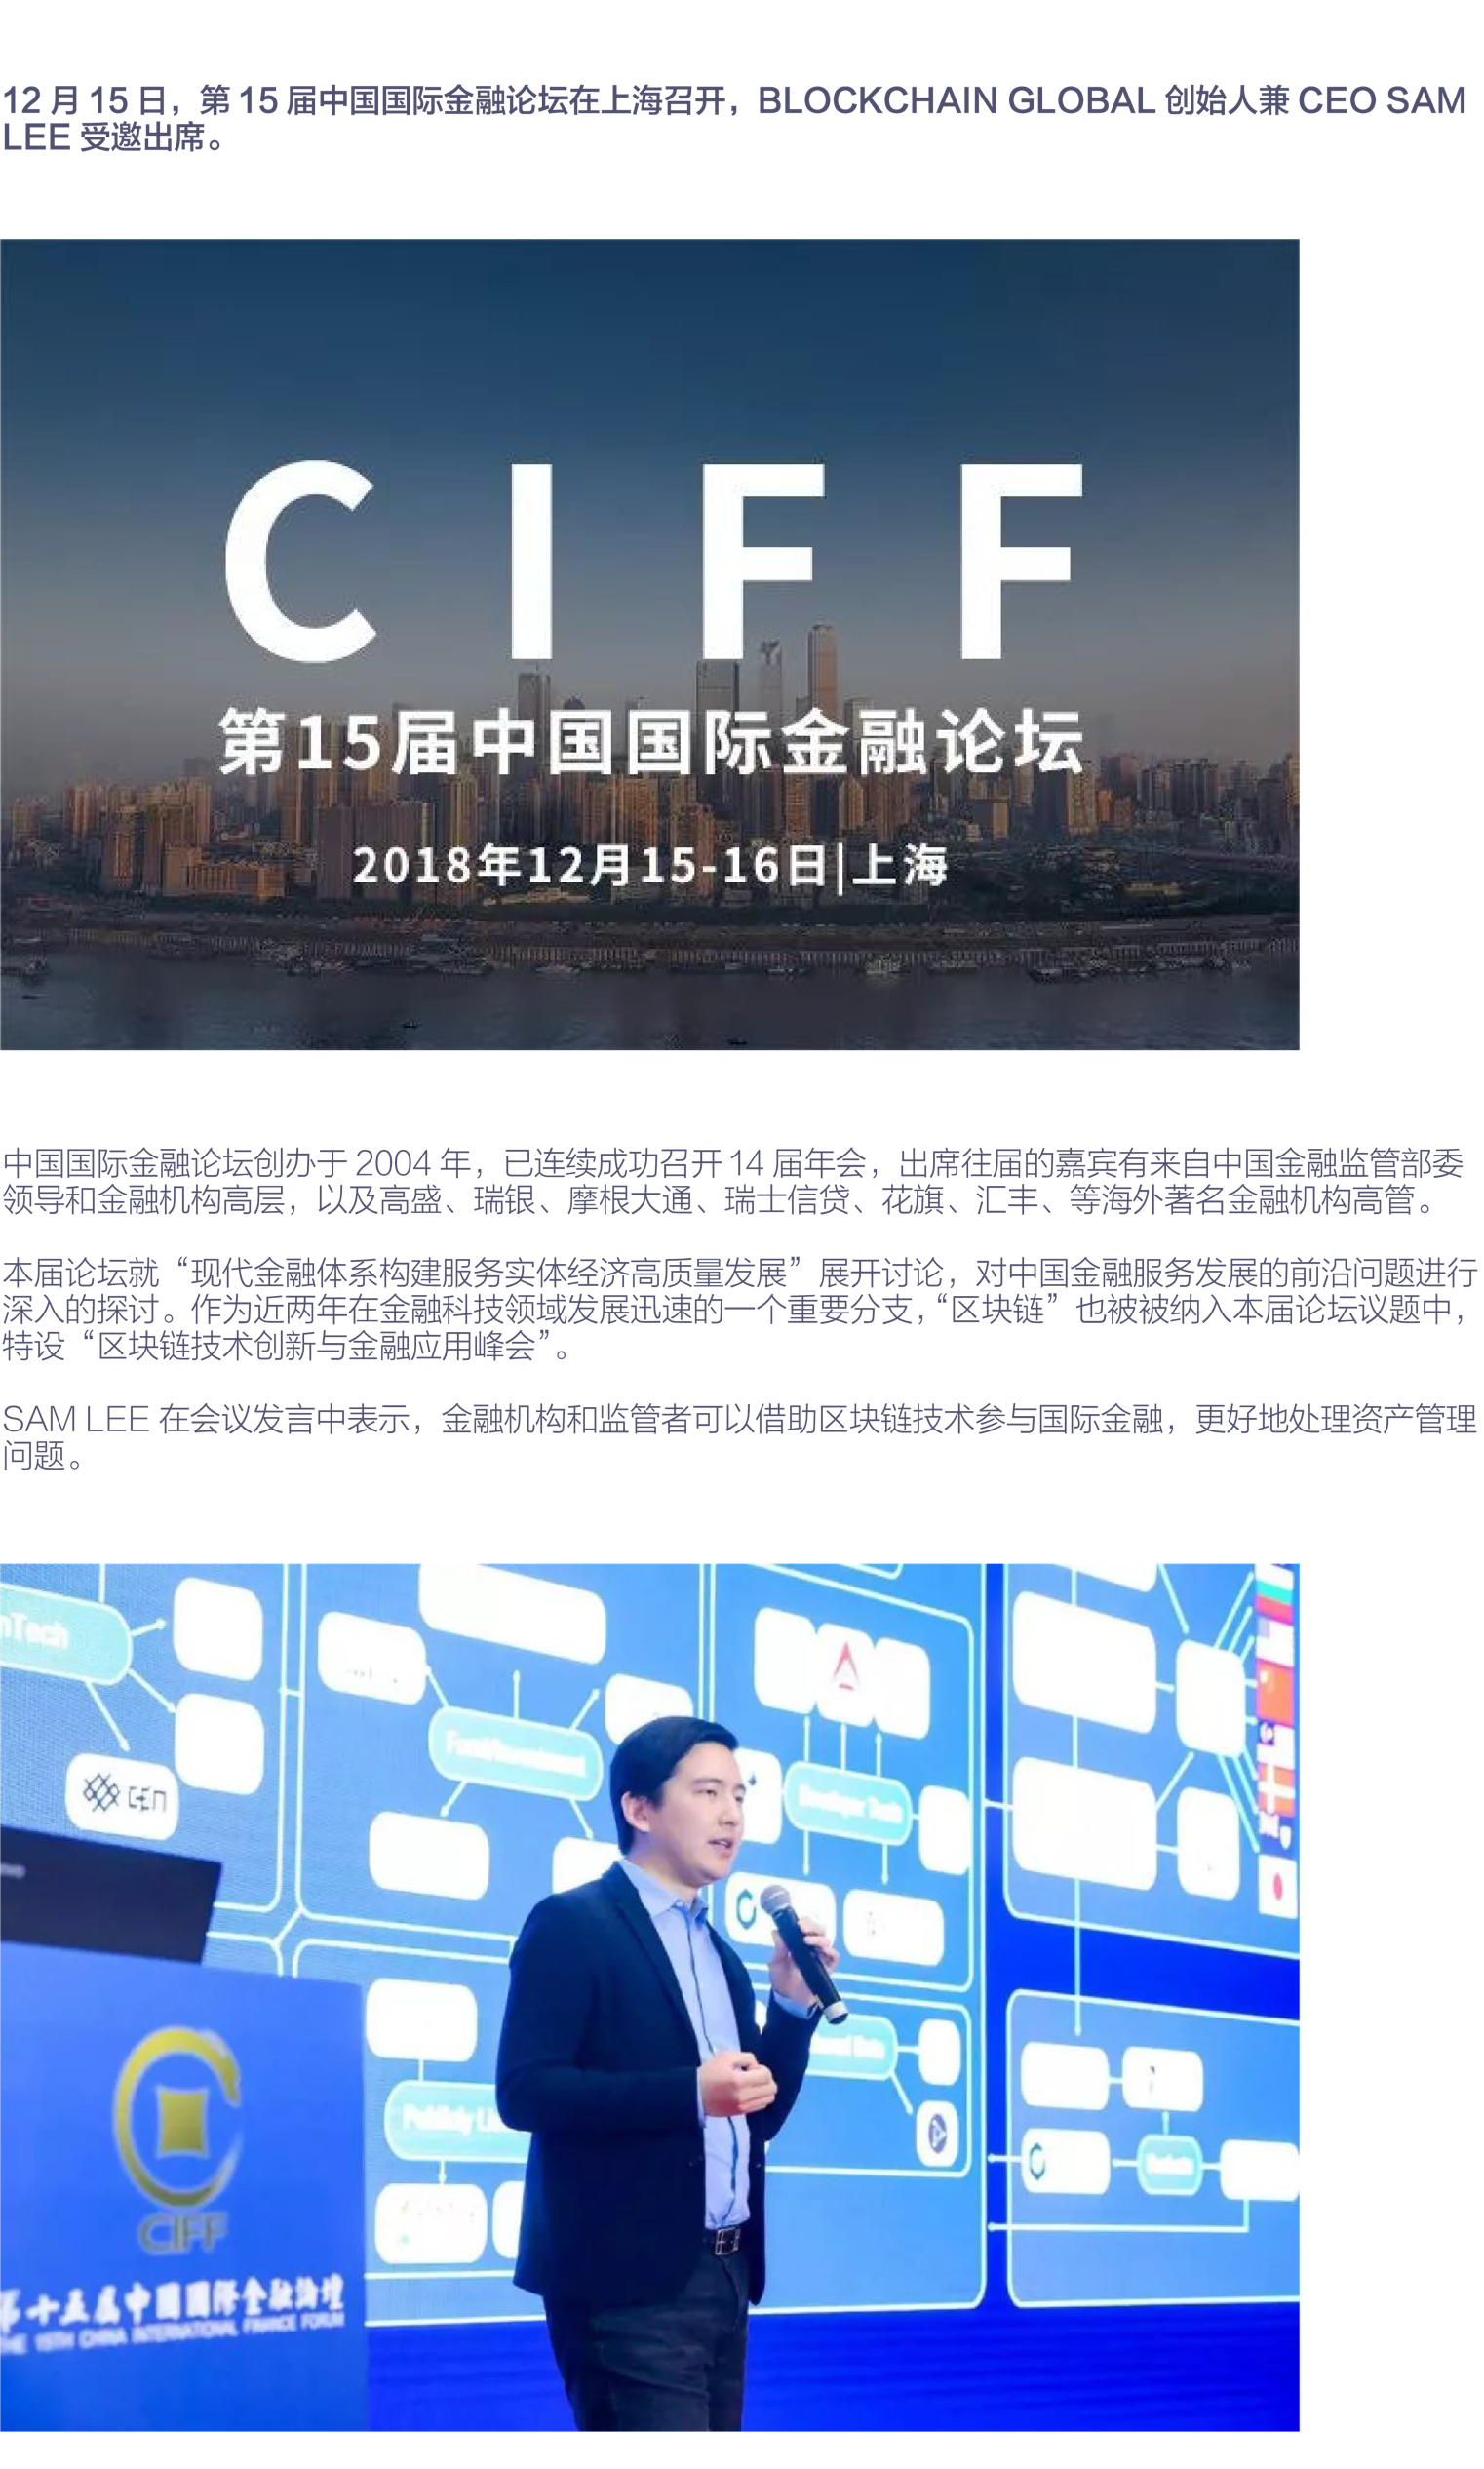 12 月 15 日，第 15 届中国国际金融论坛在上海召开，BLOCKCHAIN GLOBAL 创始人兼 CEO SAM
LEE 受邀出席。
CIFF
第15届中国国际金融论坛
2018年12月15-16日|上海
中国国际金融论坛创办于 2004 年，已连续成功召开 14 届年会，出席往届的嘉宾有来自中国金融监管部委
领导和金融机构高层，以及高盛、瑞银、摩根大通、瑞士信贷、花旗、汇丰、等海外著名金融机构高管。
本届论坛就“现代金融体系构建服务实体经济高质量发展”展开讨论，对中国金融服务发展的前沿问题进行
深入的探讨。作为近两年在金融科技领域发展迅速的一个重要分支，“区块链”也被被纳入本届论坛议题中，
特设“区块链技术创新与金融应用峰会”。
SAM LEE 在会议发言中表示，金融机构和监管者可以借助区块链技术参与国际金融，更好地处理资产管理
问题。
nTech
Fund/Investment
Developer Tools
Publicly Li
CIFF
第十五届中國國際金融論壇
THE 15TH CHINA INTERNATIONAL FINANCE FORUM